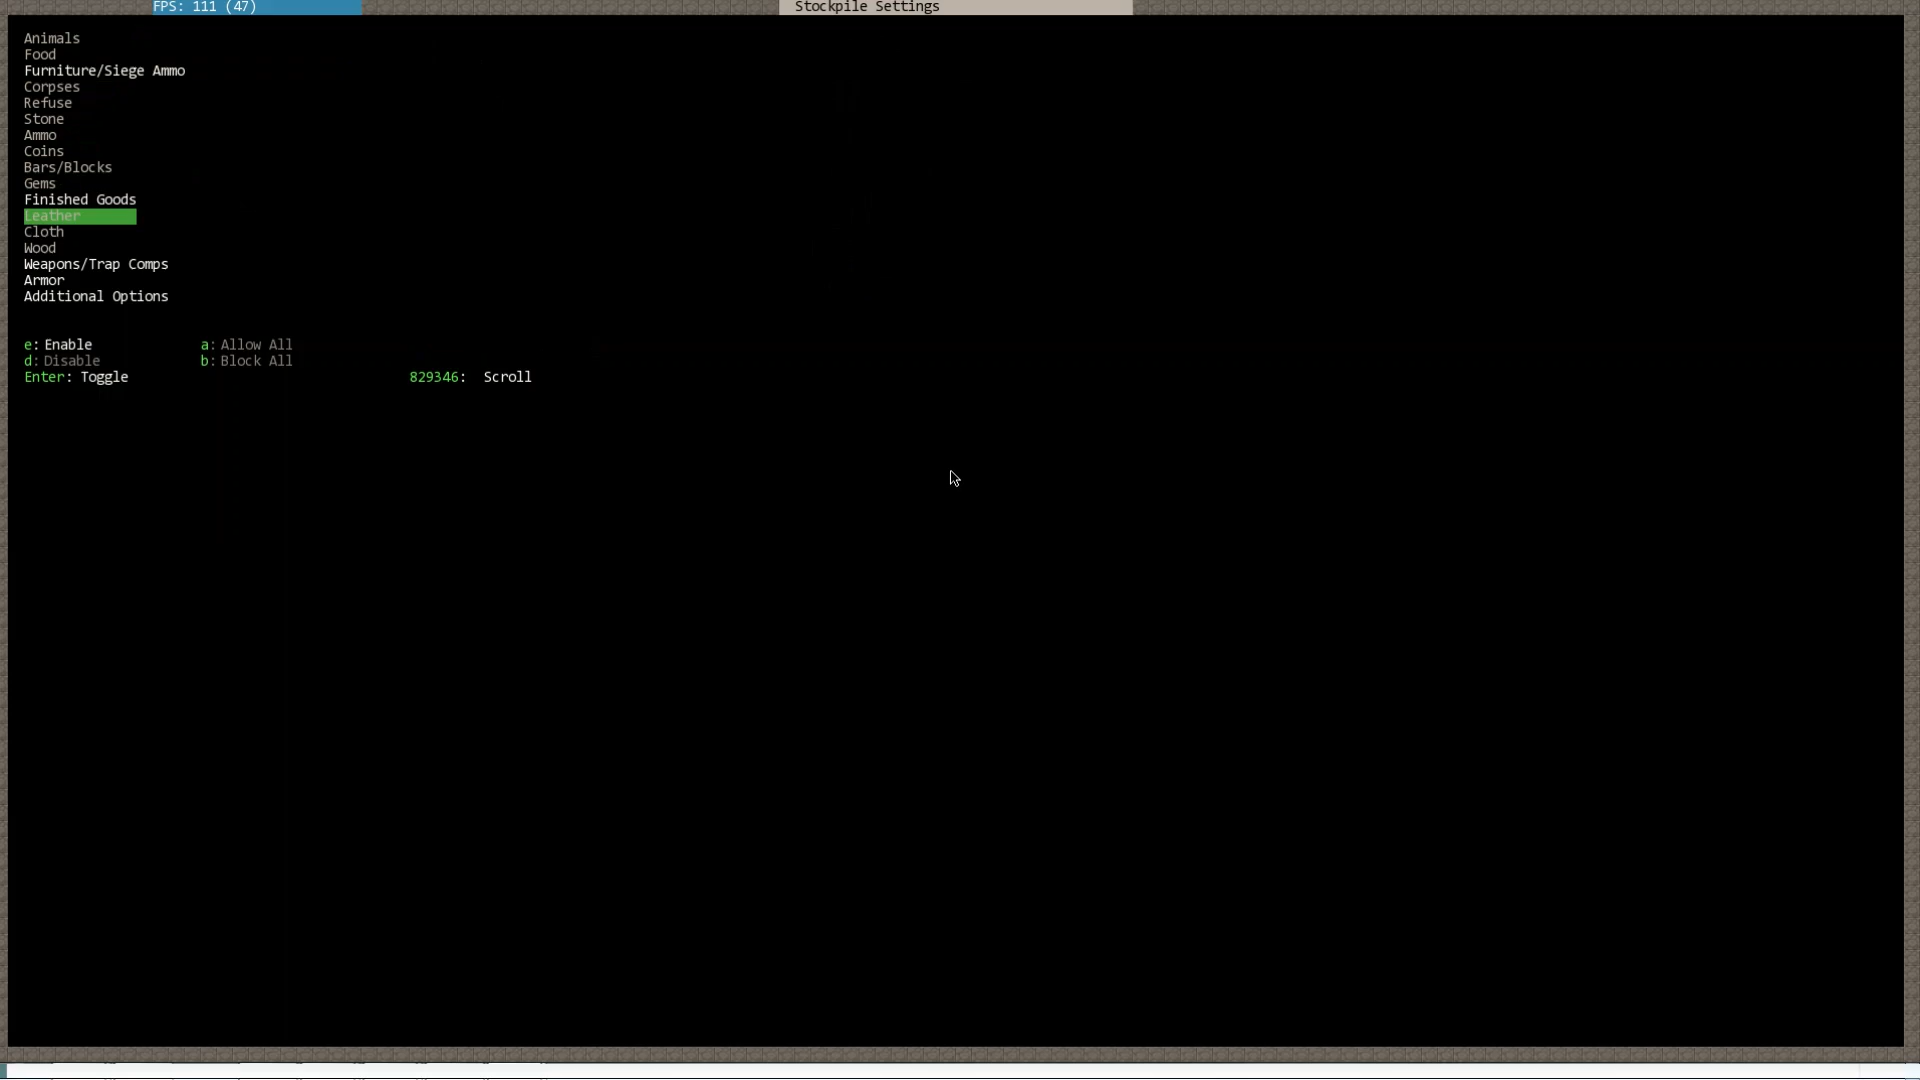 FPS: 111 (47)
Stockpile Settings
Animals
Food
Furniture/Siege Ammo
Corpses
Refuse
Stone
Ammo
Coins
Bars/Blocks
Gems
Finished Goods
Leather
Cloth
Wood
Weapons/Trap Comps
Armor
Additional Options
e: Enable a: Allow All
d: Disable b: Block All
Enter: Toggle 829346: Scroll